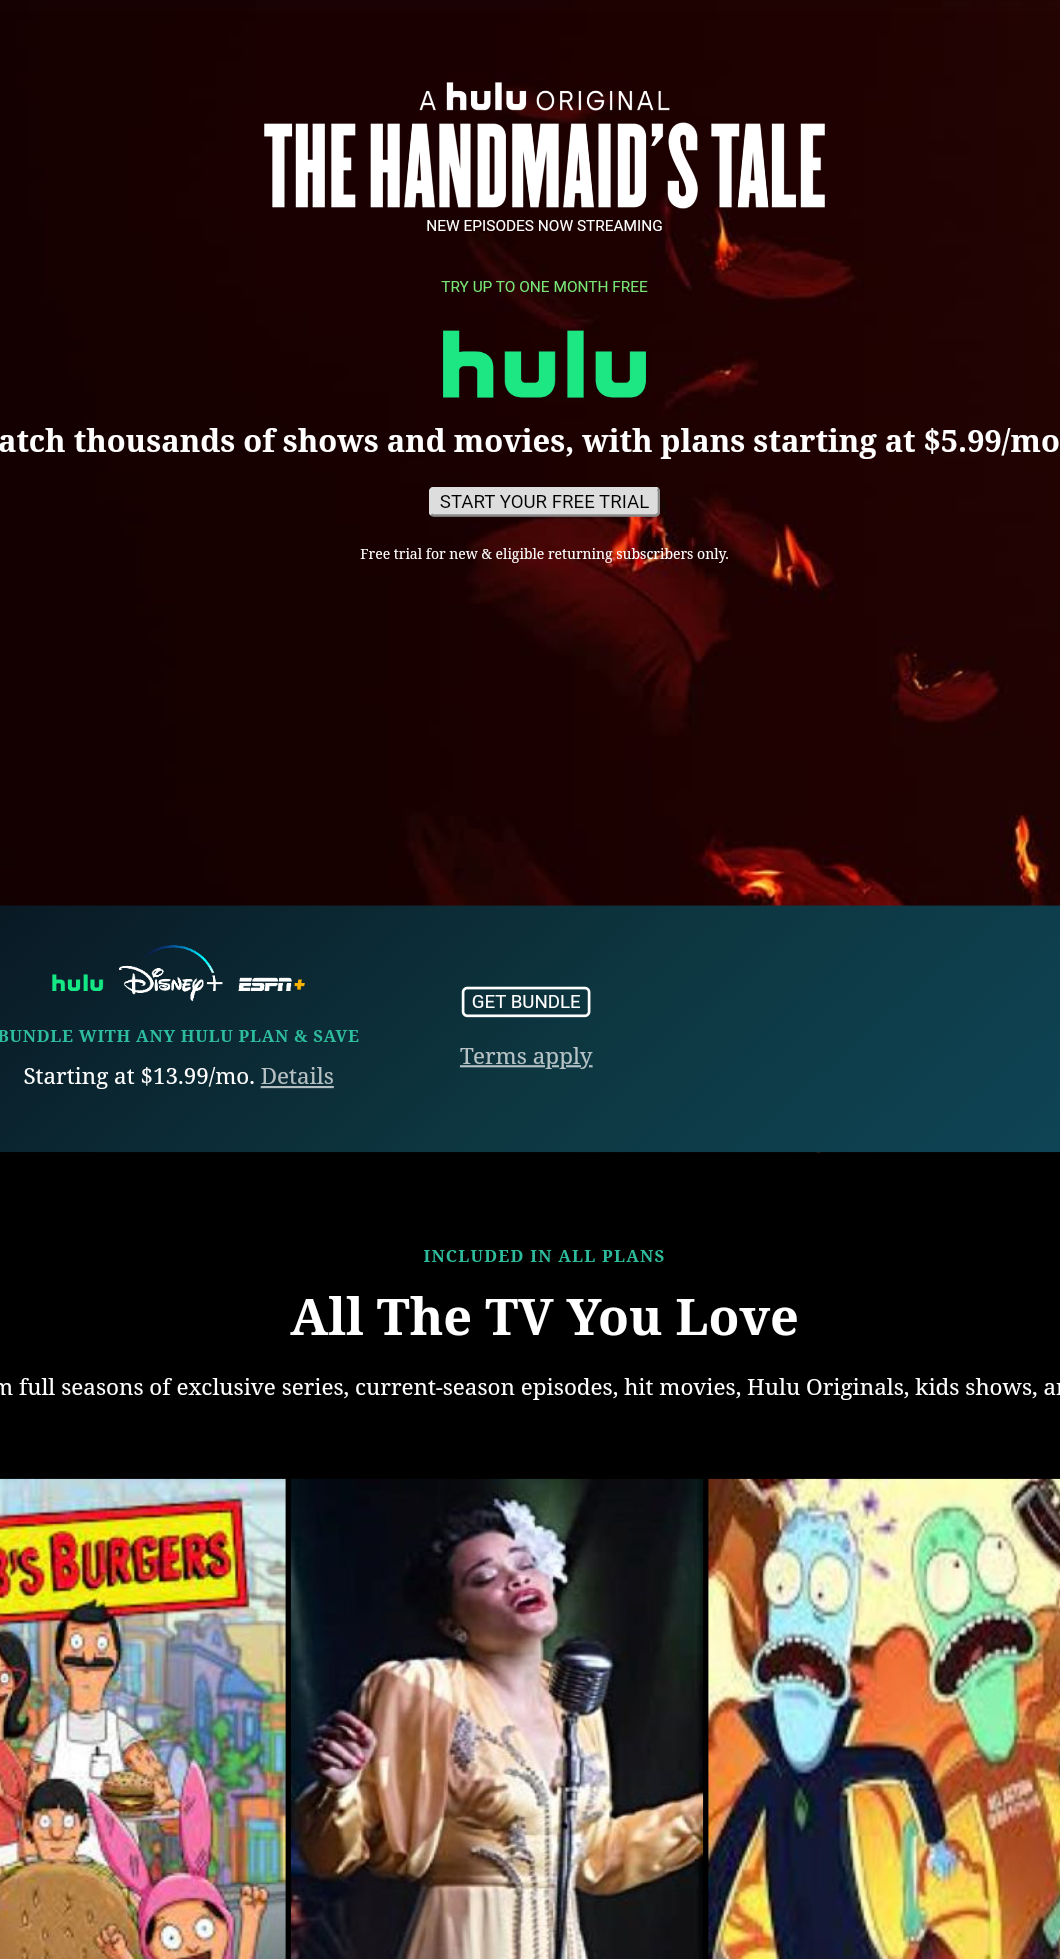 A hulu ORIGINAL
THE HANDMAID'S TALE
NEW EPISODES NOW STREAMING
TRY UP TO ONE MONTH FREE
hulu
atch thousands of shows and movies, with plans starting at $5.99/mo
START YOUR FREE TRIAL
Free trial for new & eligible returning subscribers only.
hulu Disney+ ESPN+
BUNDLE WITH ANY HULU PLAN & SAVE
Starting at $13.99/mo. Details
GET BUNDLE
Terms apply
INCLUDED IN ALL PLANS
All The TV You Love
m full seasons of exclusive series, current-season episodes, hit movies, Hulu Originals, kids shows, an
B'S BURGERS